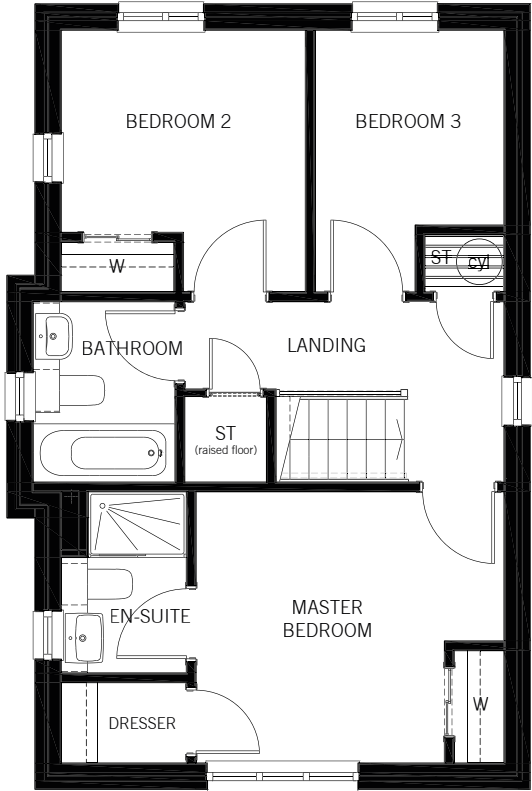 BEDROOM 2
BEDROOM 3
W
ST
cyl
BATHROOM
LANDING
ST
(raised floor)
EN-SUITE
MASTER
BEDROOM
DRESSER
W